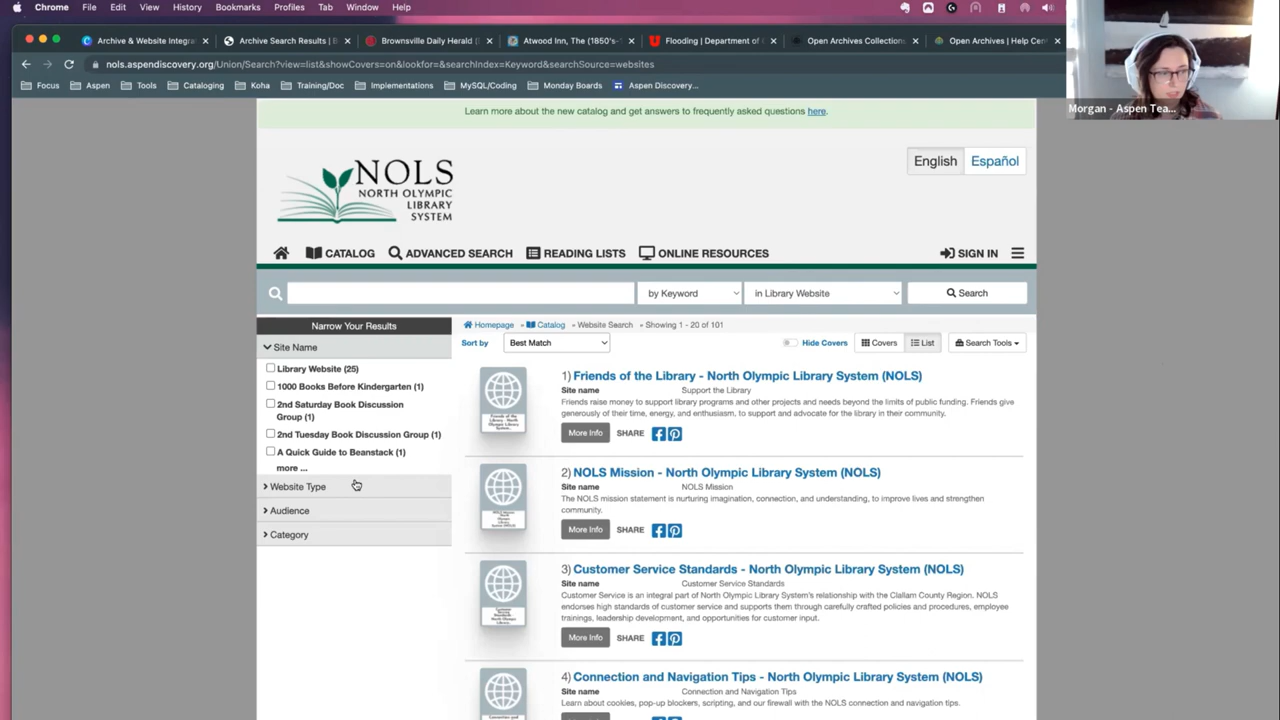 Chrome File Edit View History Bookmarks Profiles Tab Window Help
Archive & Website Integra Archive Search Results | B Brownsville Daily Herald ( Atwood Inn, The (1850's- Flooding | Department of Open Archives Collection Open Archives | Help Cen
nols.aspendiscovery.org/Union/Search?view=list&showCovers=on&lookfor=&searchIndex=Keyword&searchSource=websites
Focus Aspen Tools Cataloging Koha Training/Doc Implementations MySQL/Coding Monday Boards Aspen Discovery...
Morgan - Aspen Tea...
Learn more about the new catalog and get answers to frequently asked questions here.
NOLS
NORTH OLYMPIC
LIBRARY
SYSTEM
English Español
CATALOG ADVANCED SEARCH READING LISTS ONLINE RESOURCES SIGN IN
by Keyword in Library Website Search
Narrow Your Results
Site Name
Library Website (25)
1000 Books Before Kindergarten (1)
2nd Saturday Book Discussion
Group (1)
2nd Tuesday Book Discussion Group (1)
A Quick Guide to Beanstack (1)
more ...
Website Type
Audience
Category
Homepage » Catalog » Website Search » Showing 1 - 20 of 101
Sort by Best Match Hide Covers Covers List Search Tools
1) Friends of the Library - North Olympic Library System (NOLS)
Site name Support the Library
Friends raise money to support library programs and other projects and needs beyond the limits of public funding. Friends give
generously of their time, energy, and enthusiasm, to support and advocate for the library in their community.
More Info SHARE
2) NOLS Mission - North Olympic Library System (NOLS)
Site name NOLS Mission
The NOLS mission statement is nurturing imagination, connection, and understanding, to improve lives and strengthen
community.
More Info SHARE
3) Customer Service Standards - North Olympic Library System (NOLS)
Site name Customer Service Standards
Customer Service is an integral part of North Olympic Library System's relationship with the Clallam County Region. NOLS
endorses high standards of customer service and supports them through carefully crafted policies and procedures, employee
trainings, leadership development, and opportunities for customer input.
More Info SHARE
4) Connection and Navigation Tips - North Olympic Library System (NOLS)
Site name Connection and Navigation Tips
Learn about cookies, pop-up blockers, scripting, and our firewall with the NOLS connection and navigation tips.